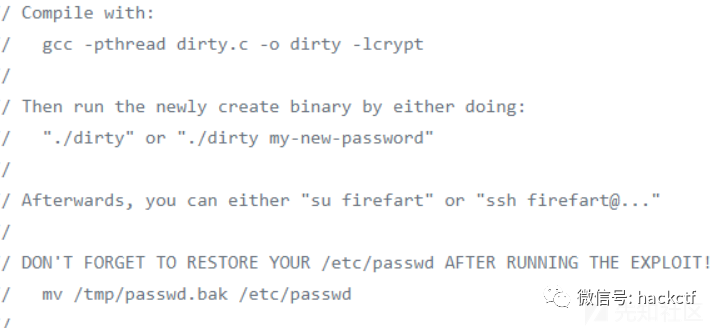 / Compile with:
/   gcc -pthread dirty.c -o dirty -lcrypt
/
/ Then run the newly create binary by either doing:
/   "./dirty" or "./dirty my-new-password"
/
/ Afterwards, you can either "su firefart" or "ssh firefart@..."
/
/ DON'T FORGET TO RESTORE YOUR /etc/passwd AFTER RUNNING THE EXPLOIT!
/   mv /tmp/passwd.bak /etc/passwd
/
微信号: hackctf
先知社区